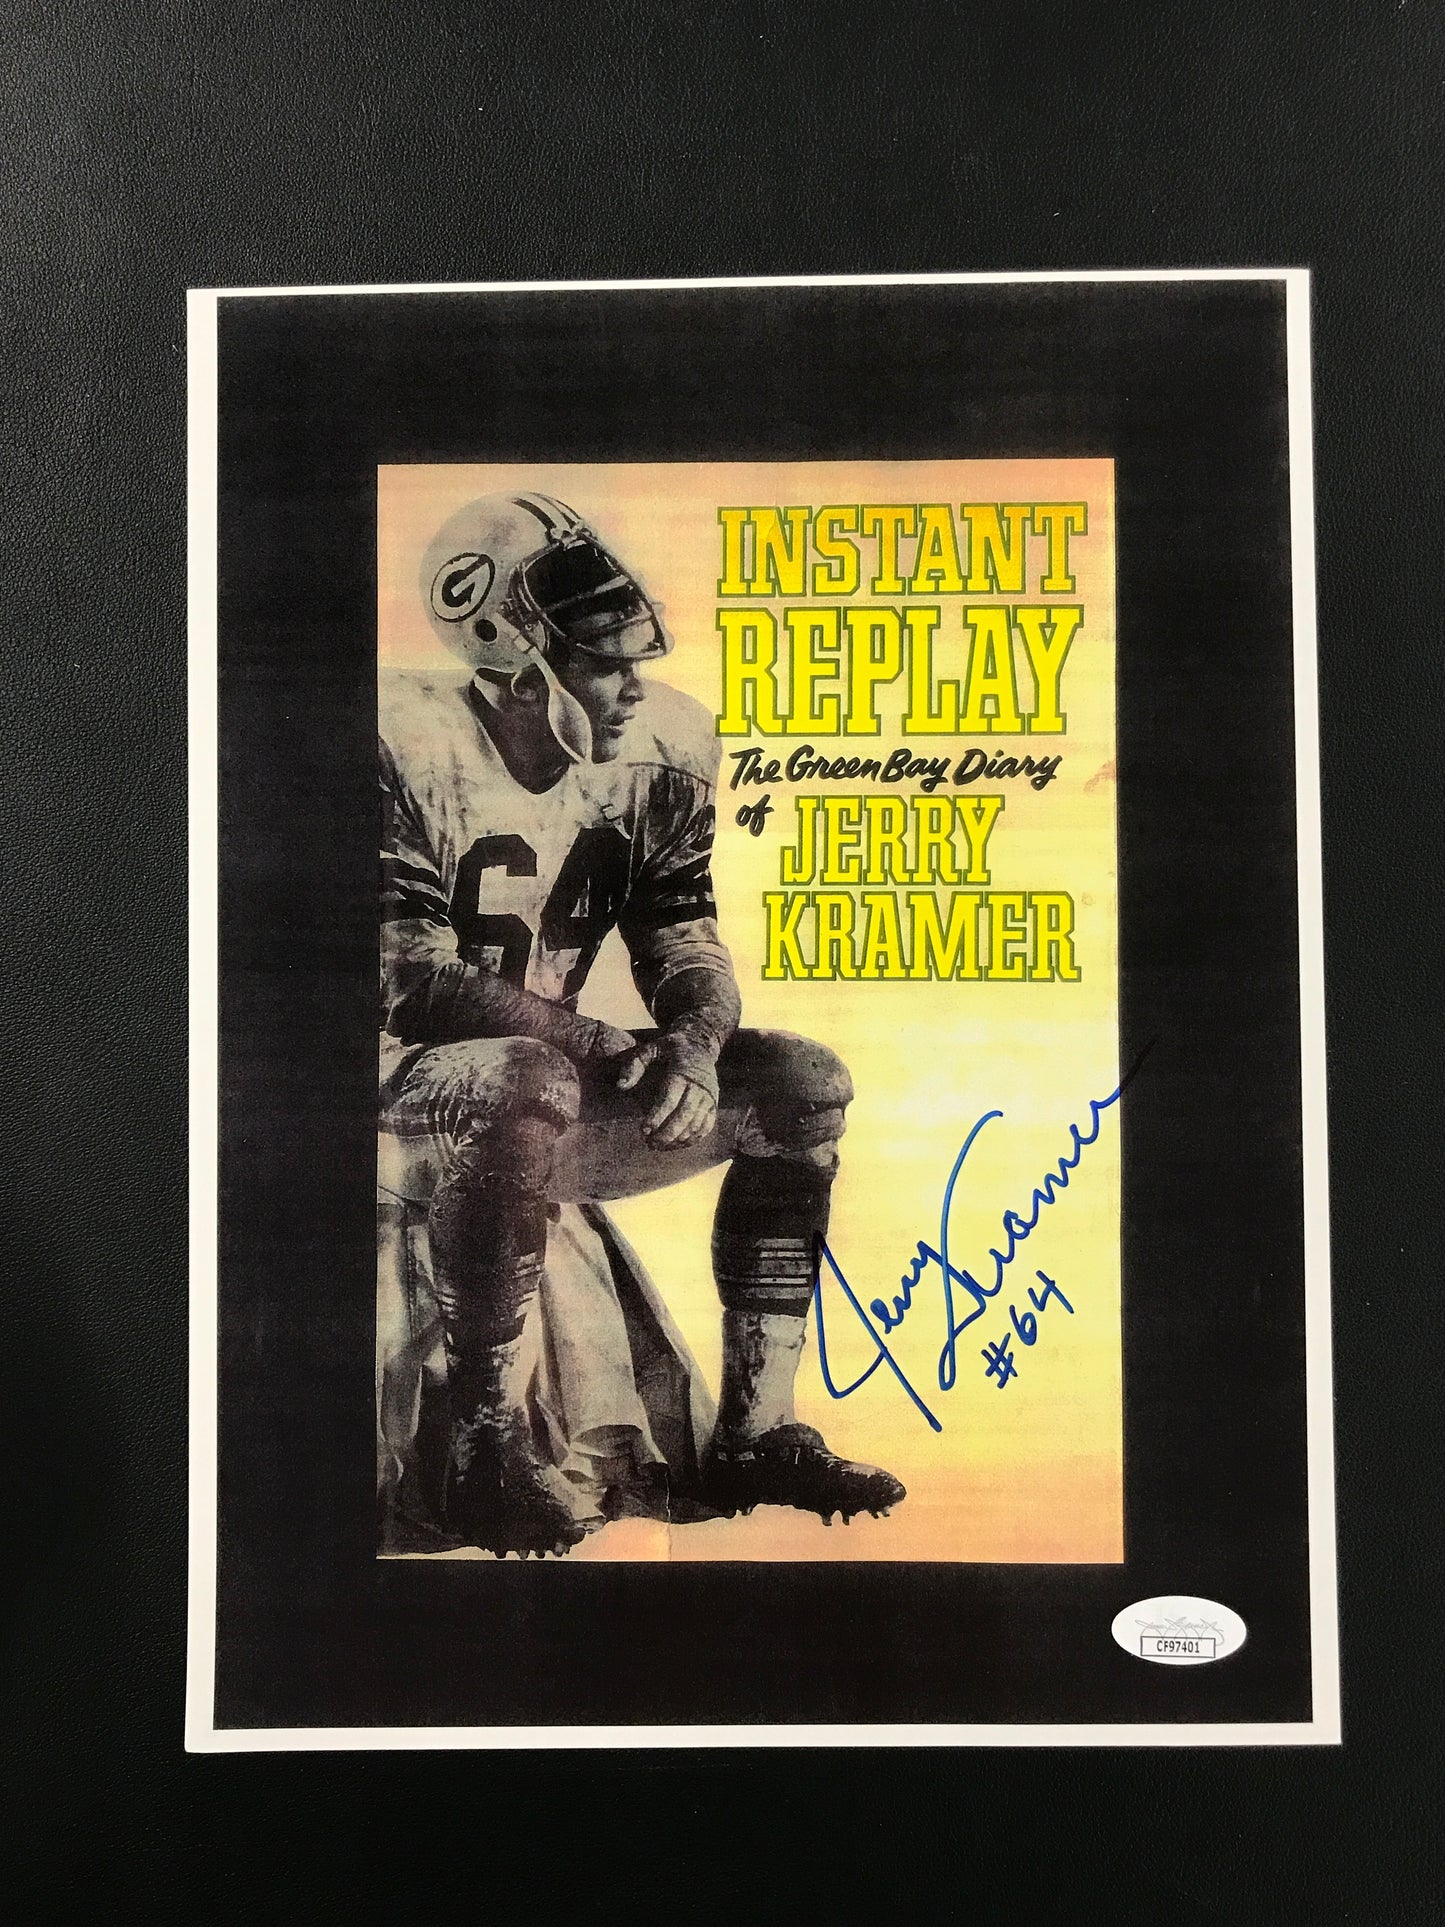 G
INSTANT
REPLAY
The Green Bay Diary
of JERRY
KRAMER
64
Jerry Kramer
#64
CF97401